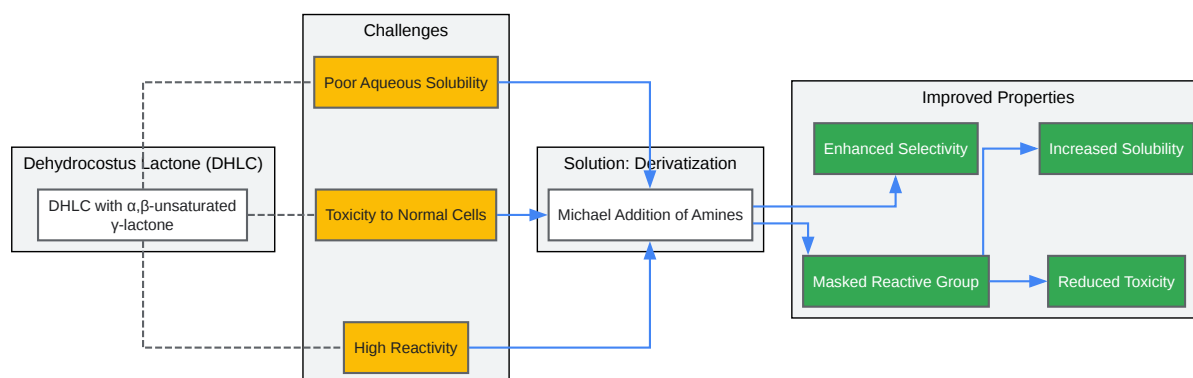 Challenges
Poor Aqueous Solubility
Improved Properties
Enhanced Selectivity
Increased Solubility
Dehydrocostus Lactone (DHLC)
Solution: Derivatization
DHLC with α,β-unsaturated
γ-lactone
Toxicity to Normal Cells
Michael Addition of Amines
Masked Reactive Group
Reduced Toxicity
High Reactivity